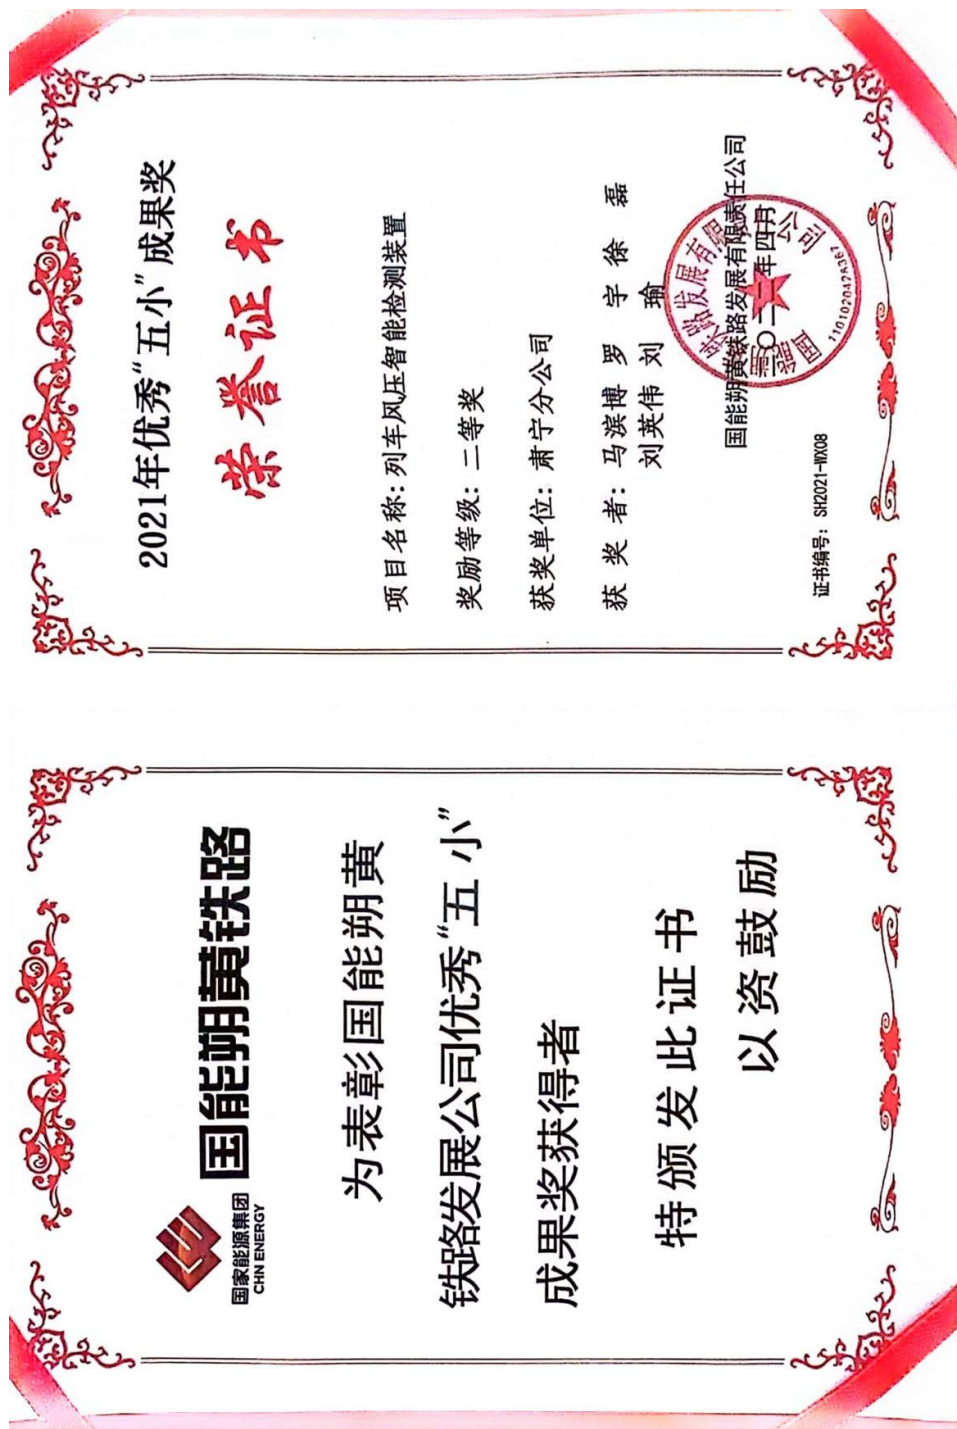 国家能源集团
CHN ENERGY
国能朔黄铁路
为表彰国能朔黄
铁路发展公司优秀“五小”
成果奖获得者
特颁发此证书
以资鼓励
2021年优秀“五小”成果奖
荣誉证书
项目名称：列车风压智能检测装置
奖励等级：二等奖
获奖单位：肃宁分公司
获 奖 者：马滨博 罗 宇 徐 磊
刘英伟 刘 瑜
国能朔黄铁路发展有限责任公司
二〇二二年四月
证书编号：SH2021-WX08